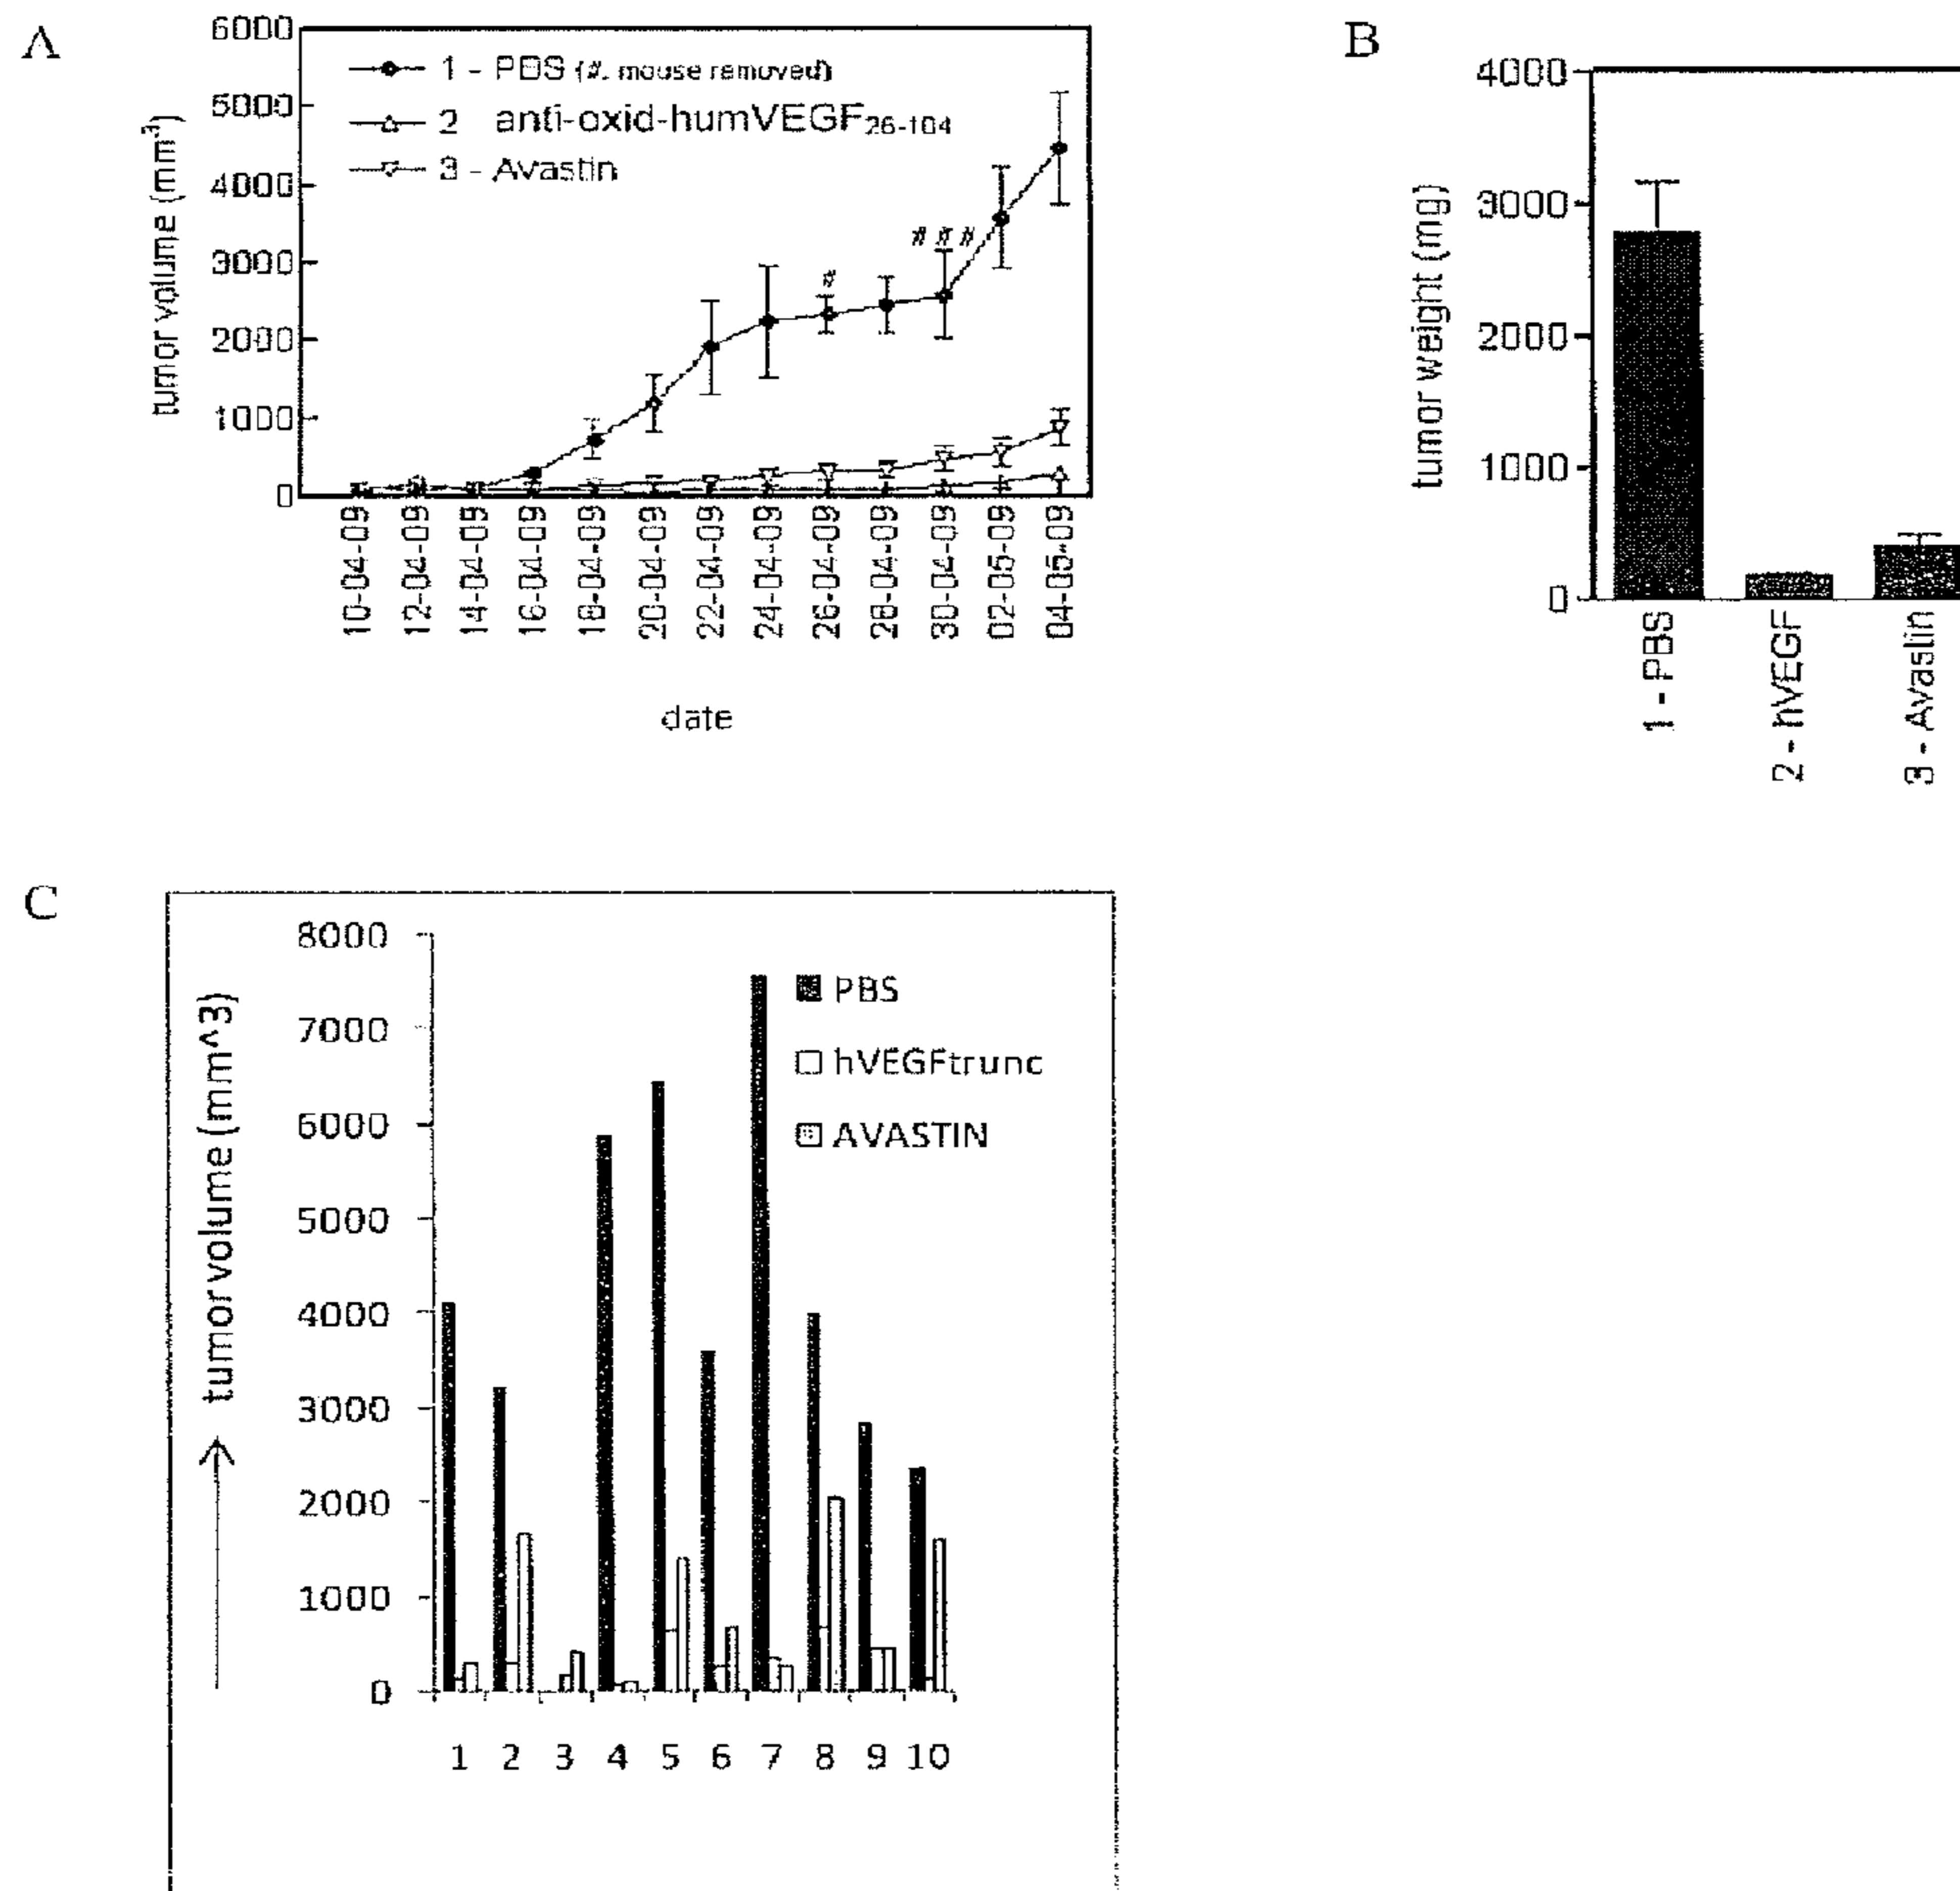 A
6000
5000
4000
3000
2000
1000
0
tumor volume (mm³)
1 - PBS (#. mouse removed)
2 anti-oxid-humVEGF26-104
3 - Avastin
#
# # #
10-04-09
12-04-09
14-04-09
16-04-09
18-04-09
20-04-09
22-04-09
24-04-09
26-04-09
28-04-09
30-04-09
02-05-09
04-05-09
date
B
4000
3000
2000
1000
0
tumor weight (mg)
1 - PBS
2 - hVEGF
3 - Avastin
C
8000
7000
6000
5000
4000
3000
2000
1000
0
tumor volume (mm^3)
PBS
hVEGFtrunc
AVASTIN
1 2 3 4 5 6 7 8 9 10